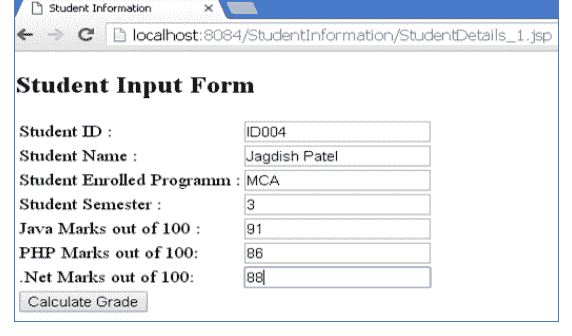 Student Information
localhost:8084/StudentInformation/StudentDetails_1.jsp
Student Input Form
Student ID : ID004
Student Name : Jagdish Patel
Student Enrolled Programm : MCA
Student Semester : 3
Java Marks out of 100 : 91
PHP Marks out of 100: 86
.Net Marks out of 100: 88
Calculate Grade